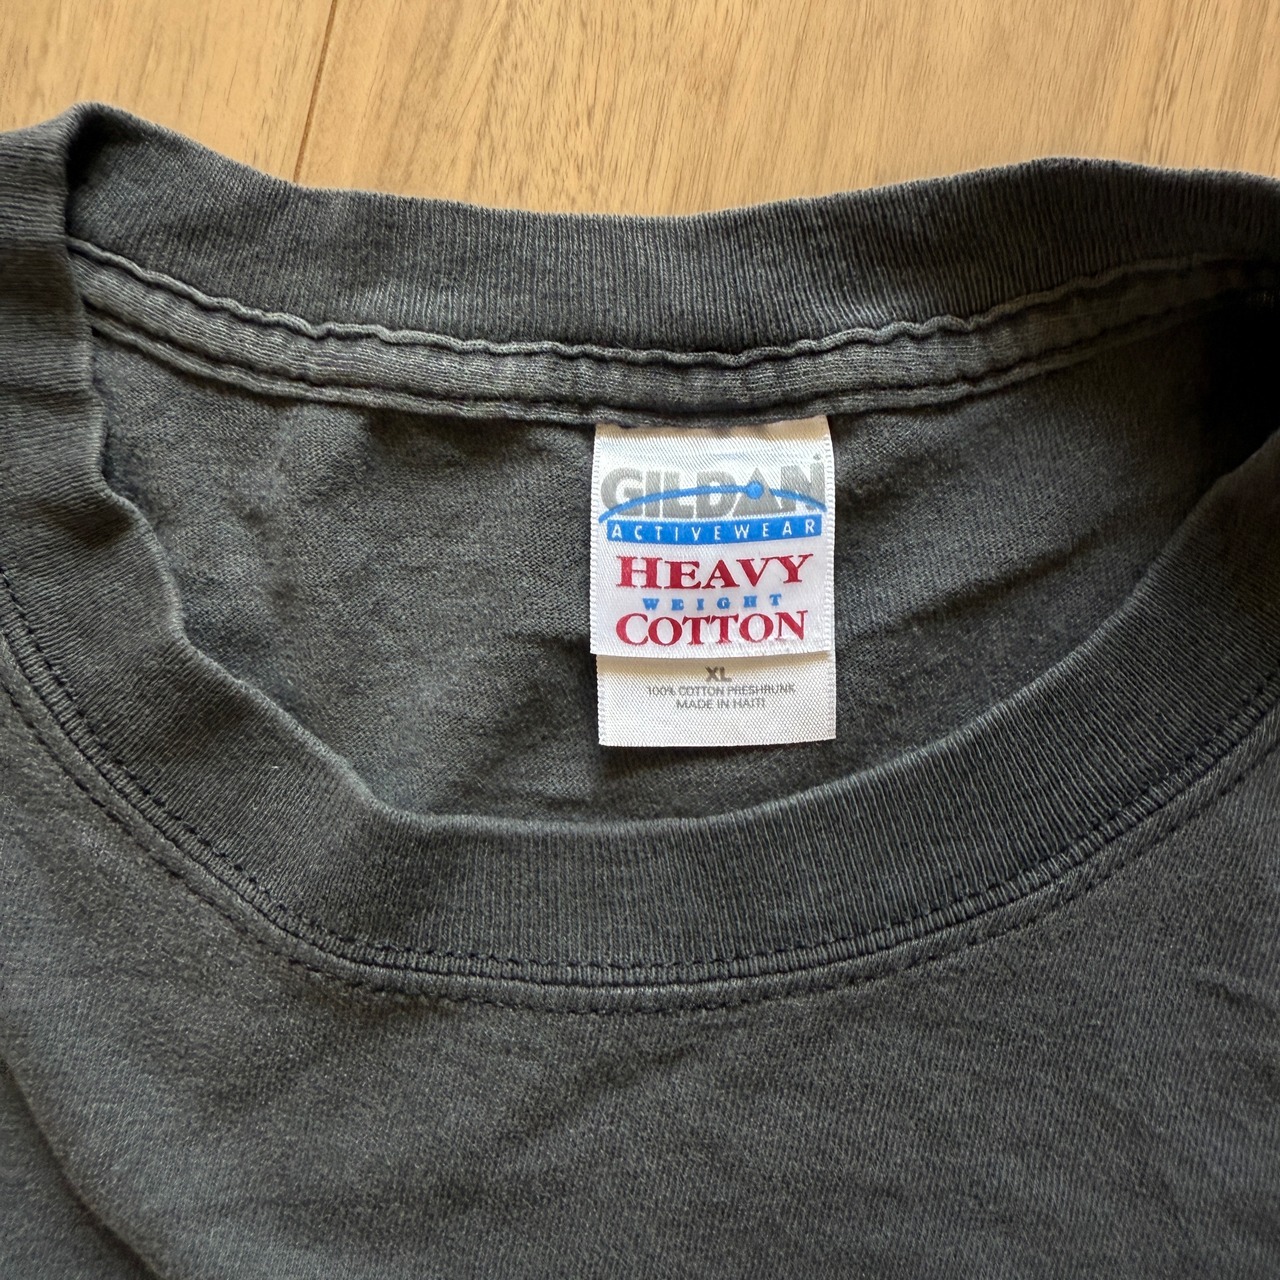 GILDAN
ACTIVEWEAR
HEAVY
WEIGHT
COTTON
XL
100% COTTON PRESHRUNK
MADE IN HAITI